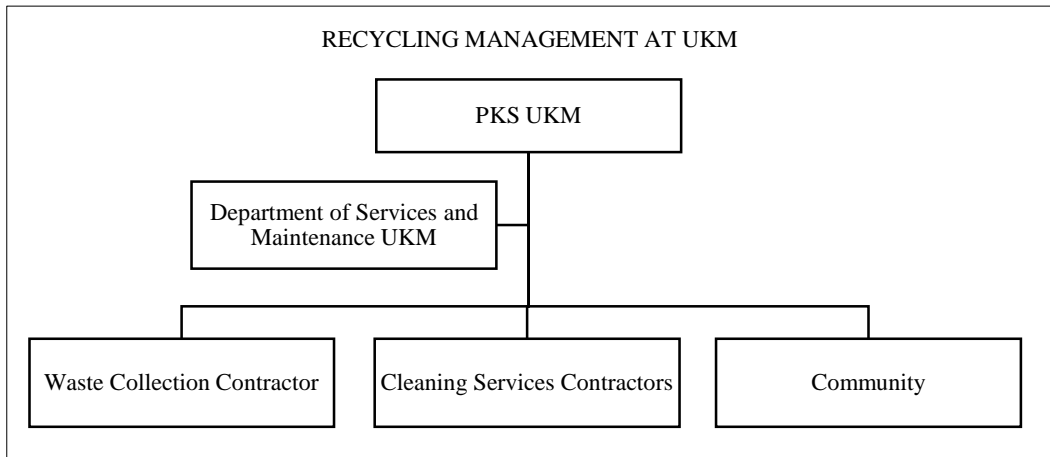 RECYCLING MANAGEMENT AT UKM
PKS UKM
Department of Services and
Maintenance UKM
Waste Collection Contractor
Cleaning Services Contractors
Community